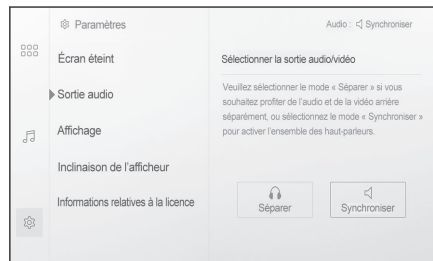 Paramètres
Audio : Synchroniser
Écran éteint
Sortie audio
Affichage
Inclinaison de l'afficheur
Informations relatives à la licence
Sélectionner la sortie audio/vidéo
Veuillez sélectionner le mode « Séparer » si vous
souhaitez profiter de l'audio et de la vidéo arrière
séparément, ou sélectionnez le mode « Synchroniser »
pour activer l'ensemble des haut-parleurs.
Séparer
Synchroniser